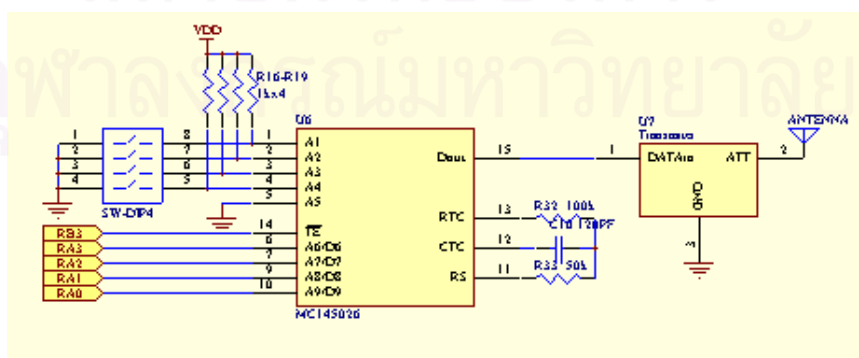 VDD
R16-R19
1kx4
U6
U7
ANTENNA
1
2
3
4
8
7
6
5
SW-DIP4
1
2
3
4
5
A1
A2
A3
A4
A5
14
6
7
9
10
TE
A6/D6
A7/D7
A8/D8
A9/D9
RB3
RA3
RA2
RA1
RA0
Dout
15
RTC
13
CTC
12
RS
11
R32 100k
C10 120PF
R33 50k
MC145026
1
DATAin
ATT
2
GND
3